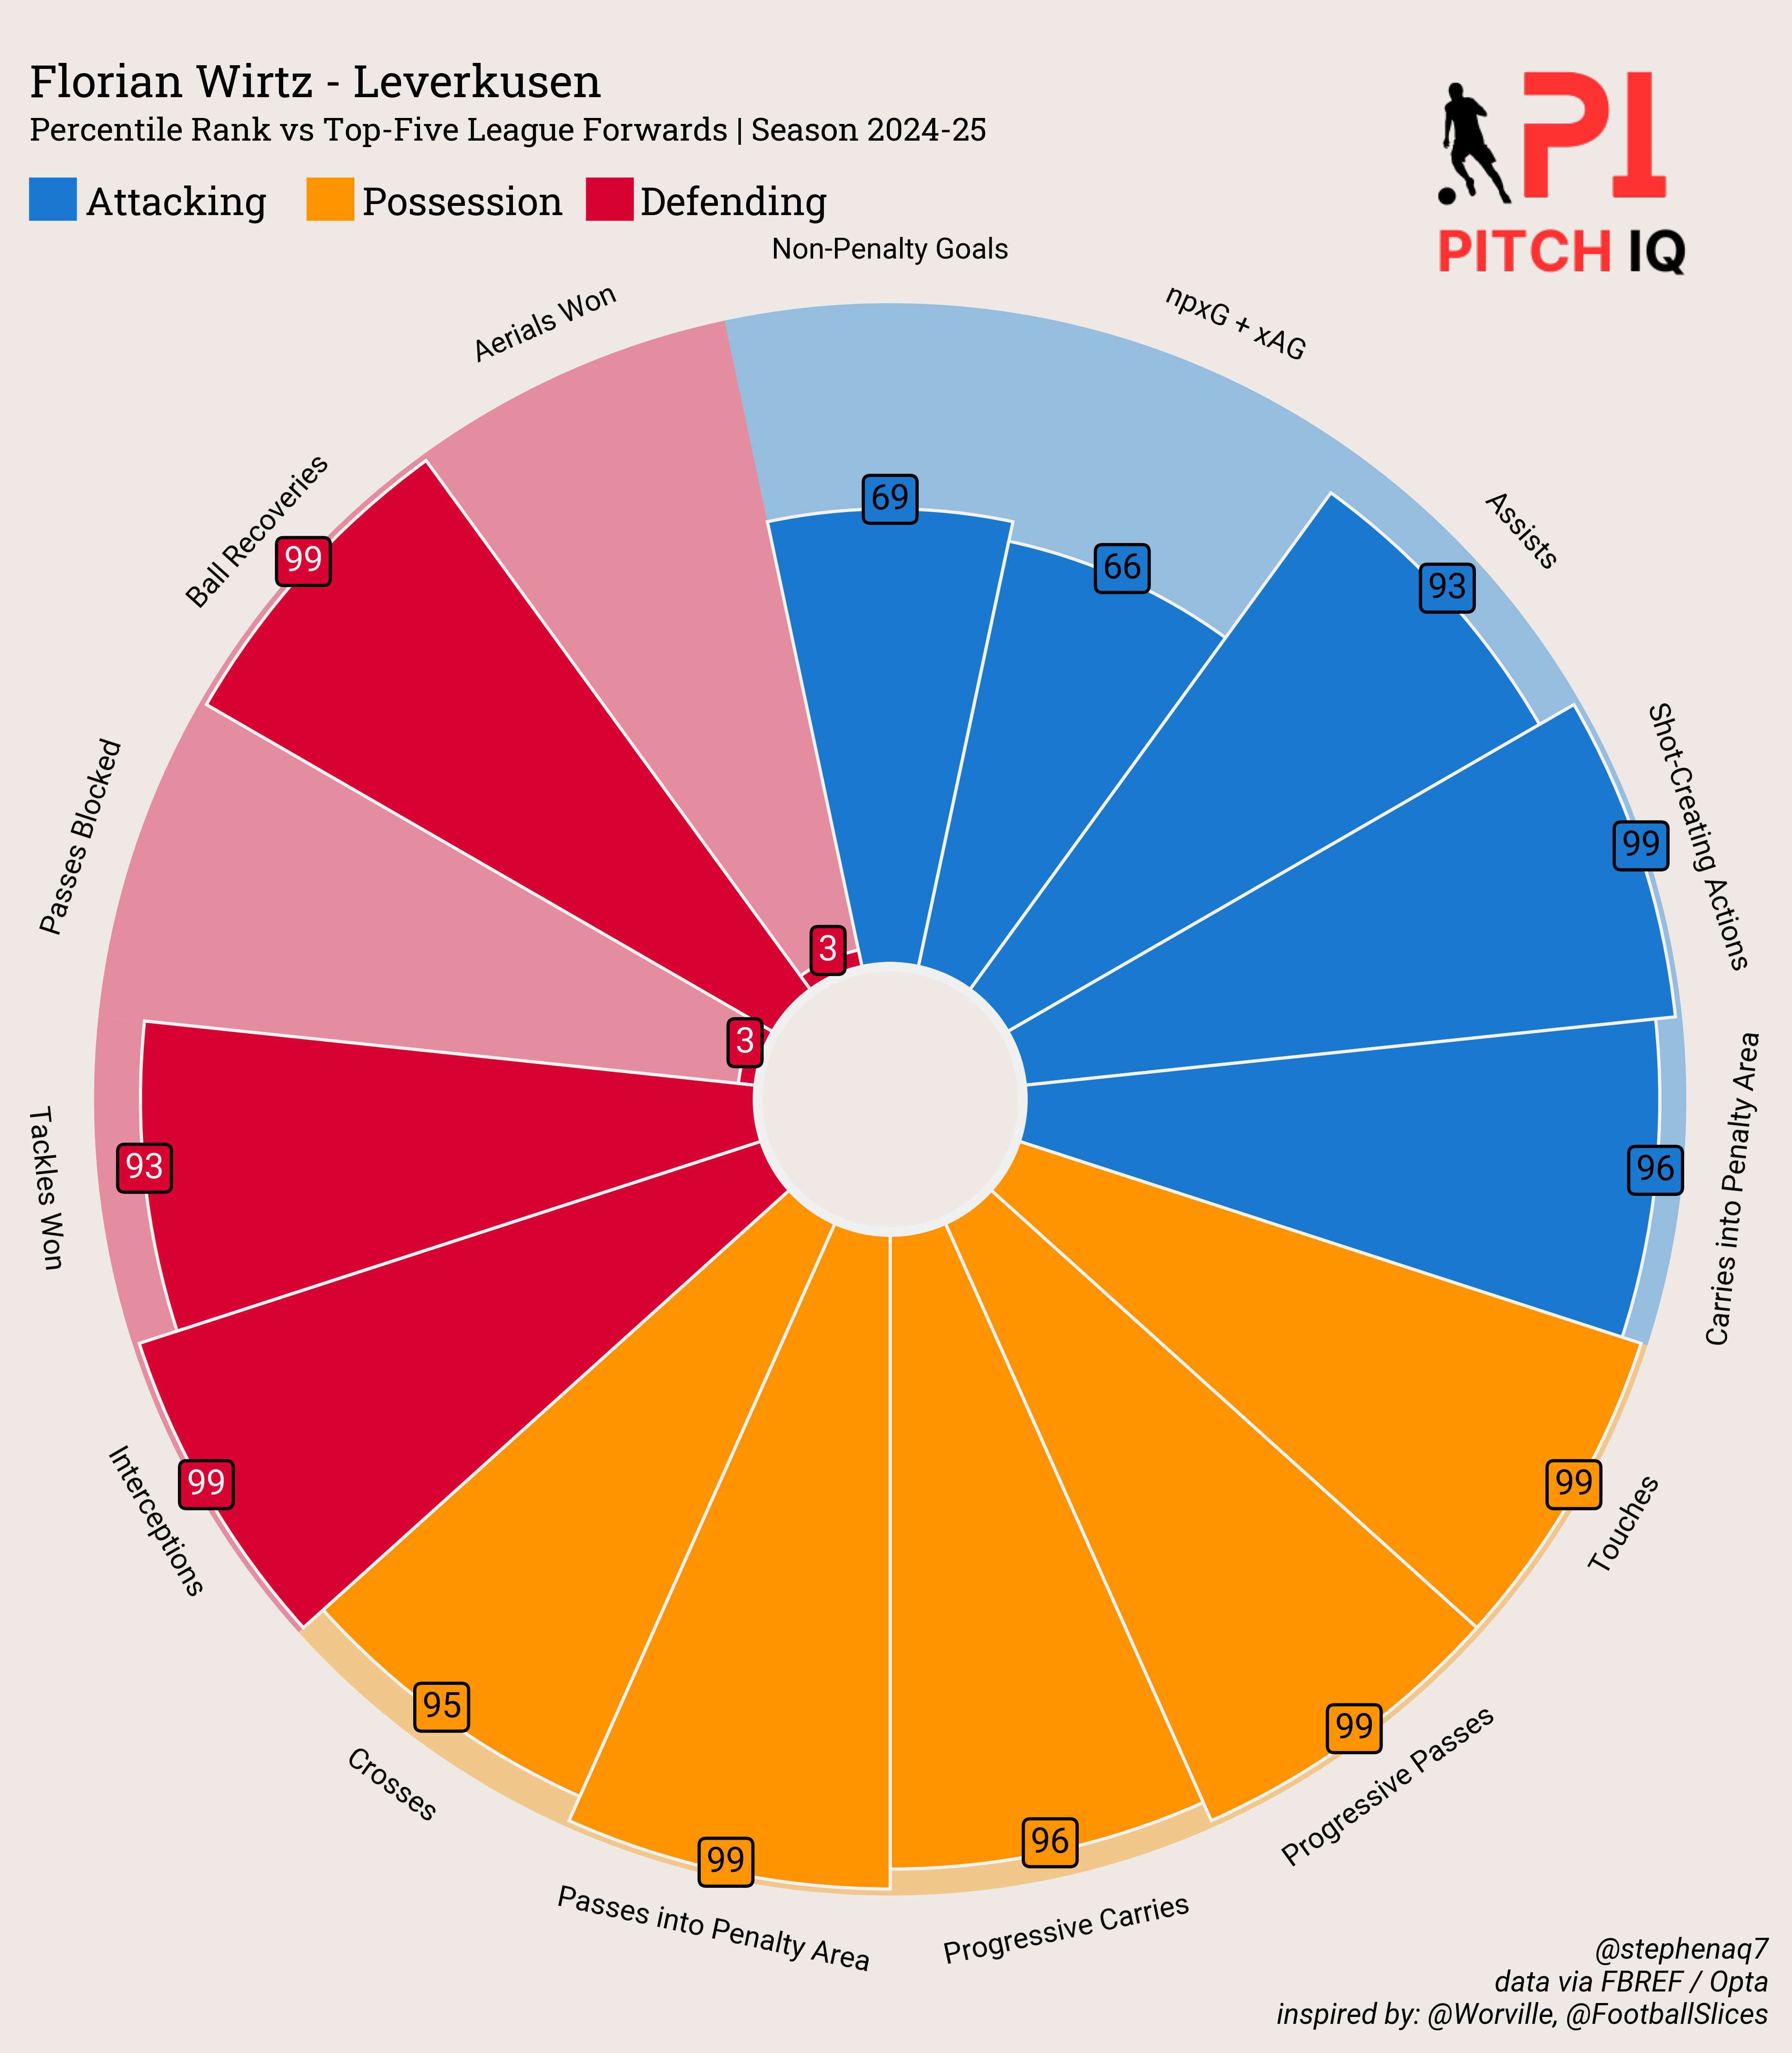 Florian Wirtz - Leverkusen
Percentile Rank vs Top-Five League Forwards | Season 2024-25
Attacking
Possession
Defending
PI
PITCH IQ
Non-Penalty Goals
69
npxG + xAG
66
Assists
93
Shot-Creating Actions
99
Carries into Penalty Area
96
Touches
99
Progressive Passes
99
Progressive Carries
96
Passes into Penalty Area
99
Crosses
95
Interceptions
99
Tackles Won
93
Passes Blocked
3
Ball Recoveries
99
Aerials Won
3
@stephenaq7
data via FBREF / Opta
inspired by: @Worville, @FootballSlices